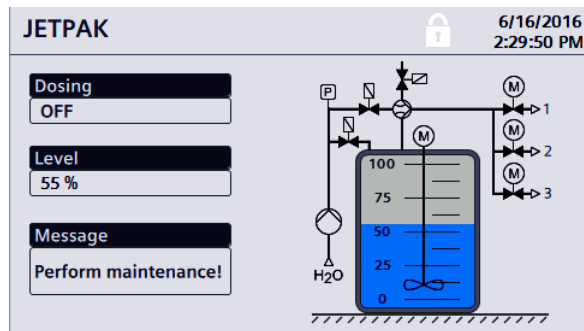 JETPAK
1
6/16/2016
2:29:50 PM
Dosing
OFF
Level
55 %
Message
Perform maintenance!
P
M
1
M
M
2
M
3
100
75
50
25
0
H2O